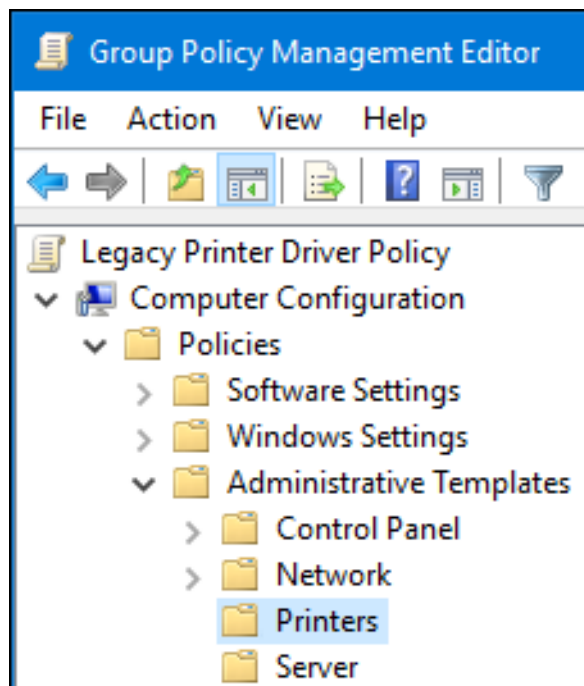 Group Policy Management Editor
File Action View Help
Legacy Printer Driver Policy
Computer Configuration
Policies
Software Settings
Windows Settings
Administrative Templates
Control Panel
Network
Printers
Server